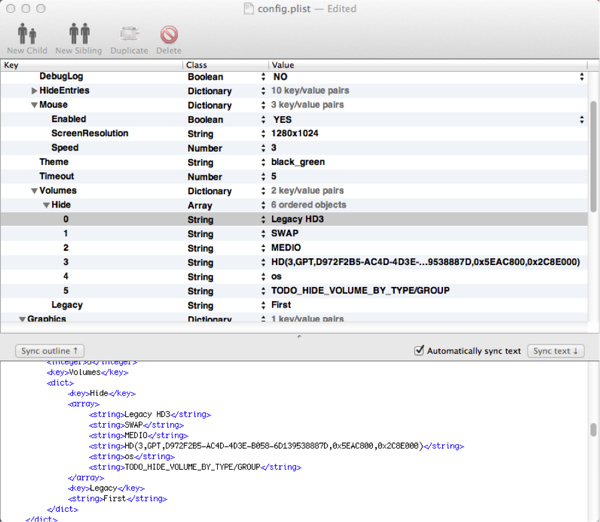 config.plist — Edited
New Child New Sibling Duplicate Delete
Key Class Value
DebugLog Boolean NO
HideEntries Dictionary 10 key/value pairs
Mouse Dictionary 3 key/value pairs
Enabled Boolean YES
ScreenResolution String 1280x1024
Speed Number 3
Theme String black_green
Timeout Number 5
Volumes Dictionary 2 key/value pairs
Hide Array 6 ordered objects
0 String Legacy HD3
1 String SWAP
2 String MEDIO
3 String HD(3,GPT,D972F2B5-AC4D-4D3E-...9538887D,0x5EAC800,0x2C8E000)
4 String os
5 String TODO_HIDE_VOLUME_BY_TYPE/GROUP
Legacy String First
Graphics Dictionary 1 key/value pairs
Sync outline ↑ Automatically sync text Sync text ↓
<integer>5</integer>
<key>Volumes</key>
<dict>
<key>Hide</key>
<array>
<string>Legacy HD3</string>
<string>SWAP</string>
<string>MEDIO</string>
<string>HD(3,GPT,D972F2B5-AC4D-4D3E-B058-6D139538887D,0x5EAC800,0x2C8E000)</string>
<string>os</string>
<string>TODO_HIDE_VOLUME_BY_TYPE/GROUP</string>
</array>
<key>Legacy</key>
<string>First</string>
</dict>